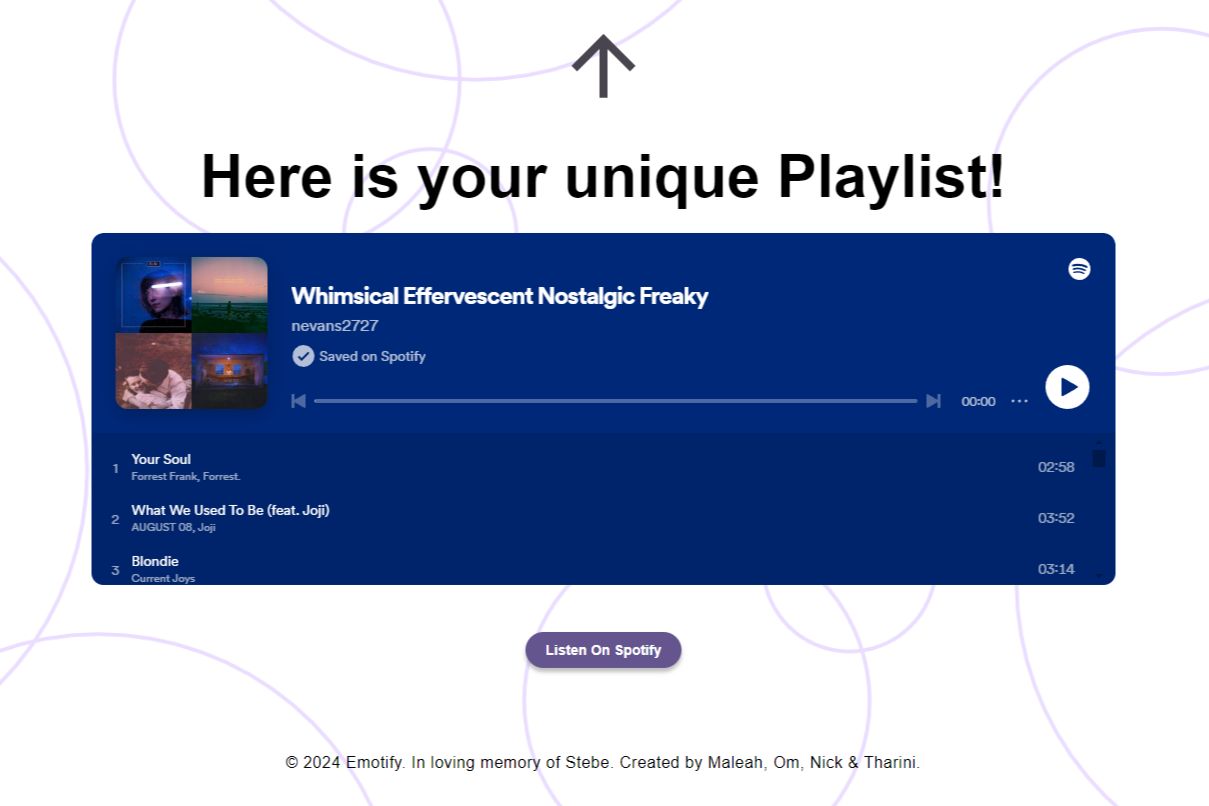 Here is your unique Playlist!
Whimsical Effervescent Nostalgic Freaky
nevans2727
Saved on Spotify
00:00
1
Your Soul
Forrest Frank, Forrest.
02:58
2
What We Used To Be (feat. Joji)
AUGUST 08, Joji
03:52
3
Blondie
Current Joys
03:14
Listen On Spotify
© 2024 Emotify. In loving memory of Stebe. Created by Maleah, Om, Nick & Tharini.